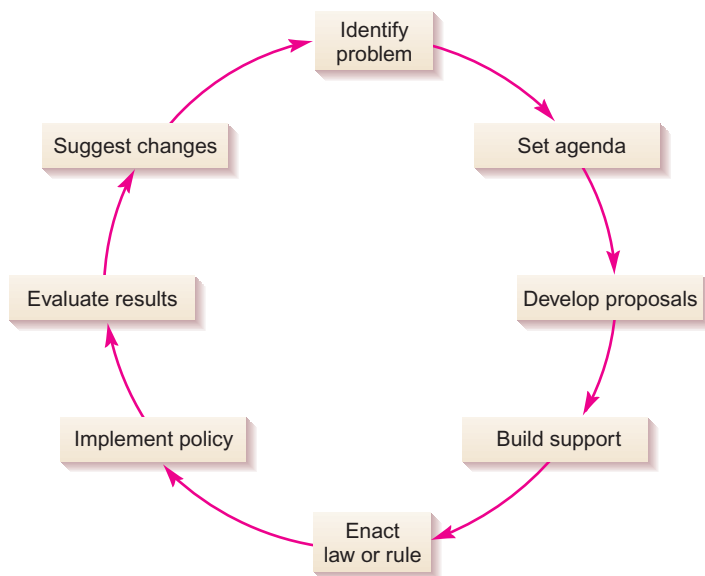 Identify
problem
Set agenda
Develop proposals
Build support
Enact
law or rule
Implement policy
Evaluate results
Suggest changes